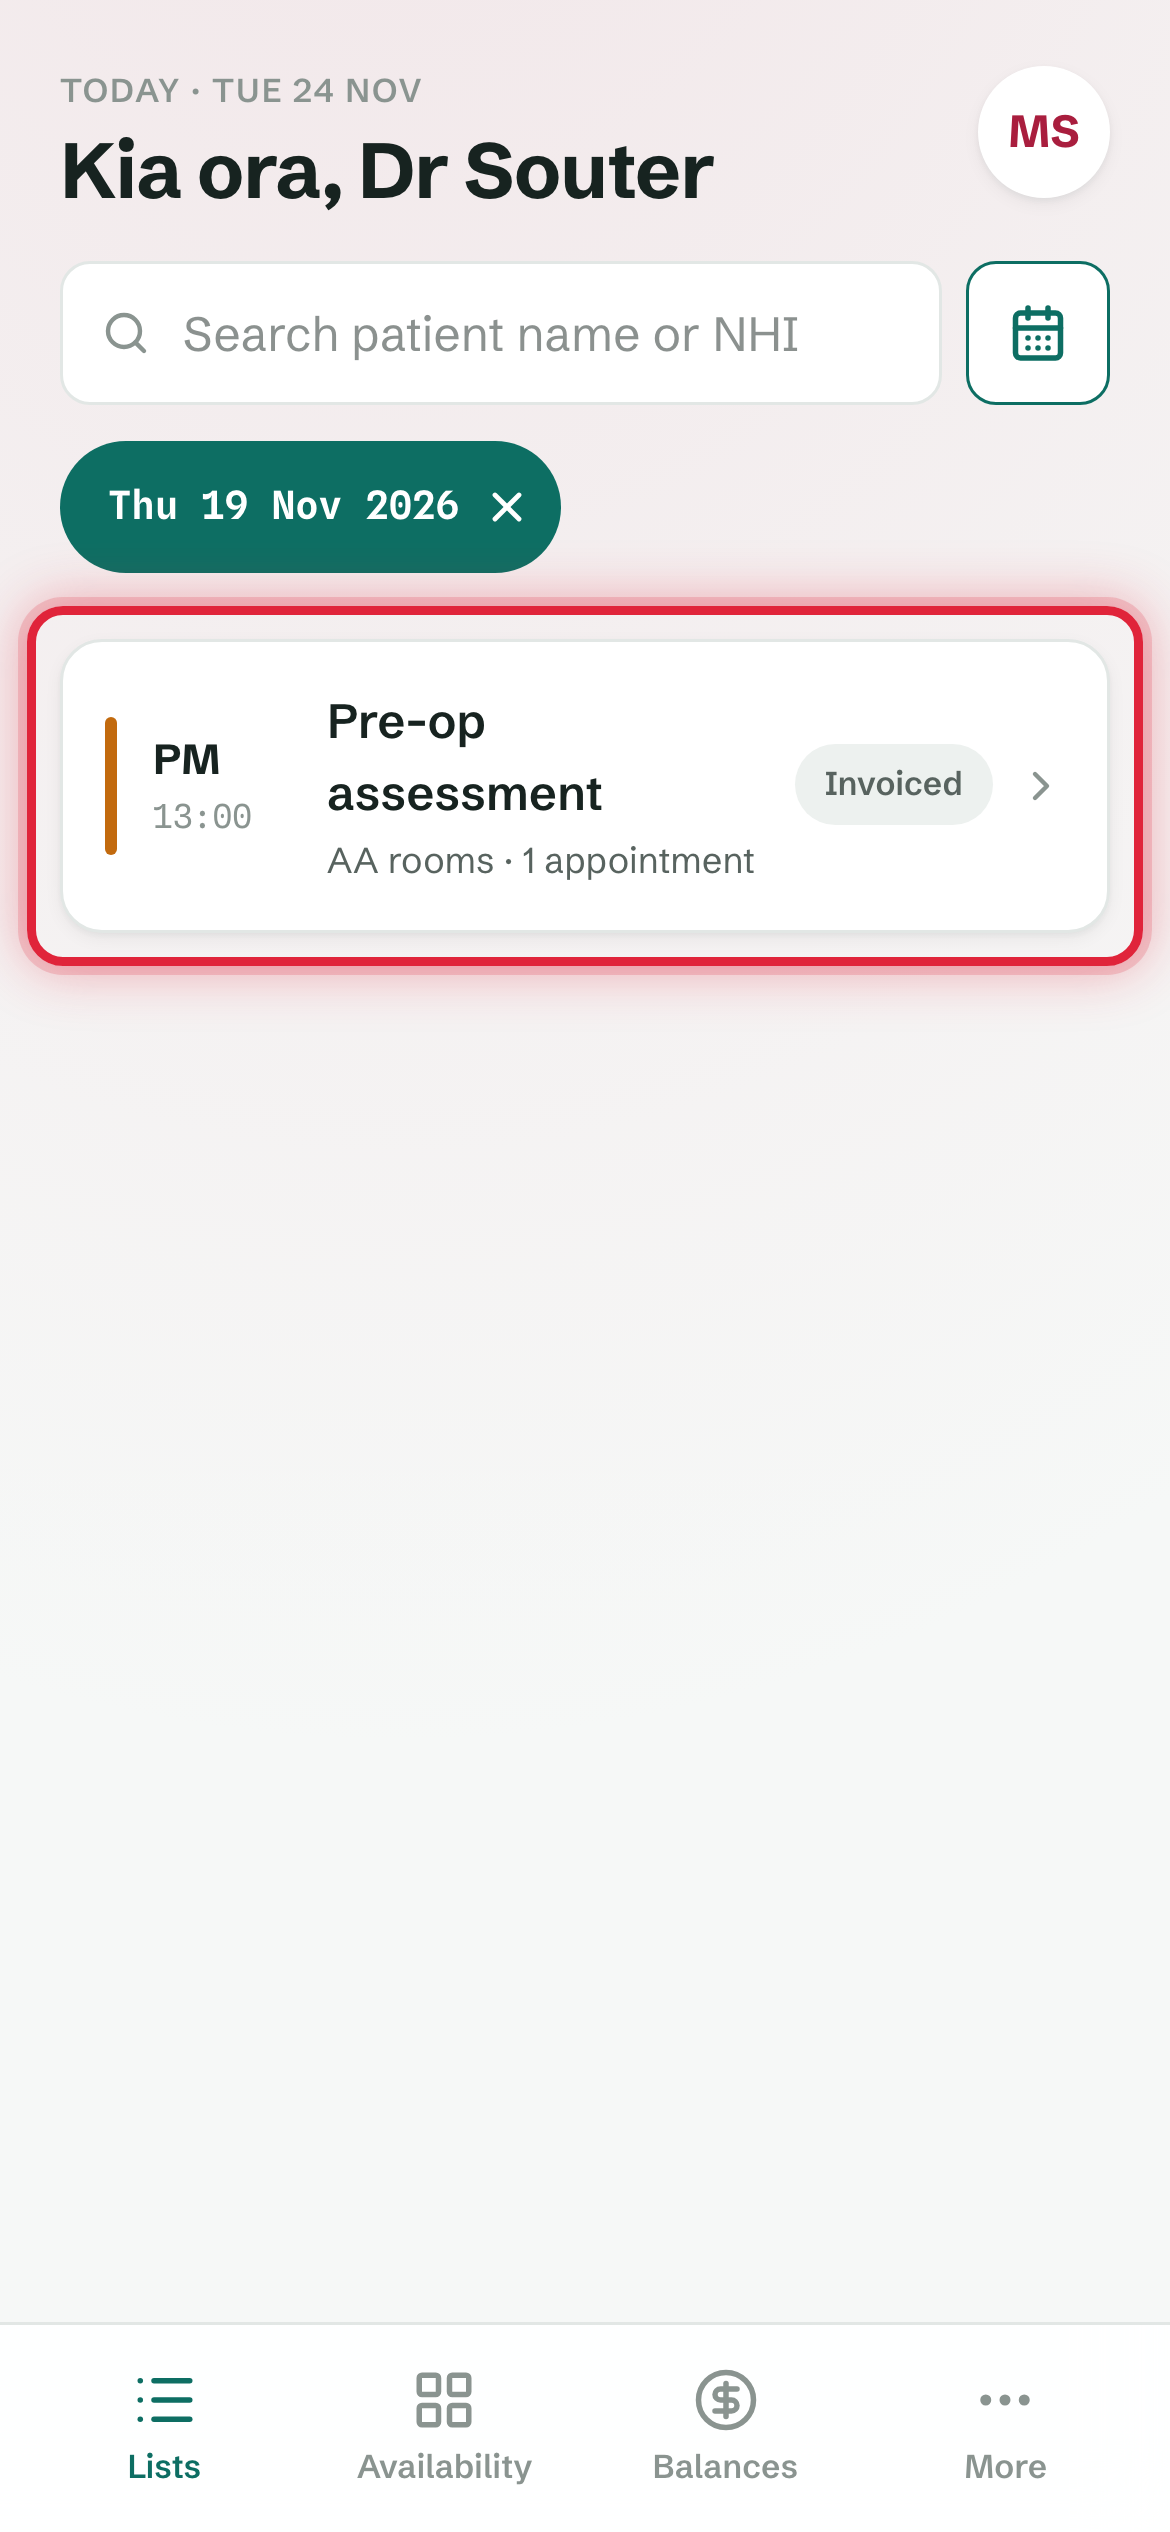 TODAY · TUE 24 NOV
Kia ora, Dr Souter
MS
Search patient name or NHI
Thu 19 Nov 2026
PM
13:00
Pre-op
assessment
AA rooms · 1 appointment
Invoiced
Lists
Availability
Balances
More